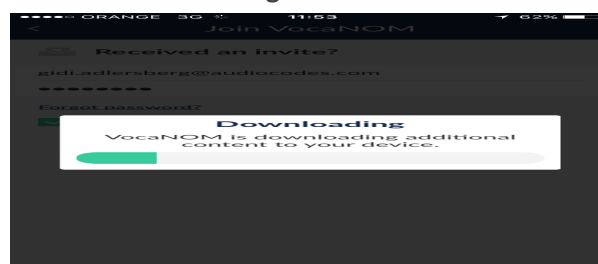 ORANGE 3G 11:53 62%
< Join VocaNOM
Received an invite?
gidi.adlersberg@audiocodes.com
●●●●●●●●
Forgot password?
Downloading
VocaNOM is downloading additional
content to your device.